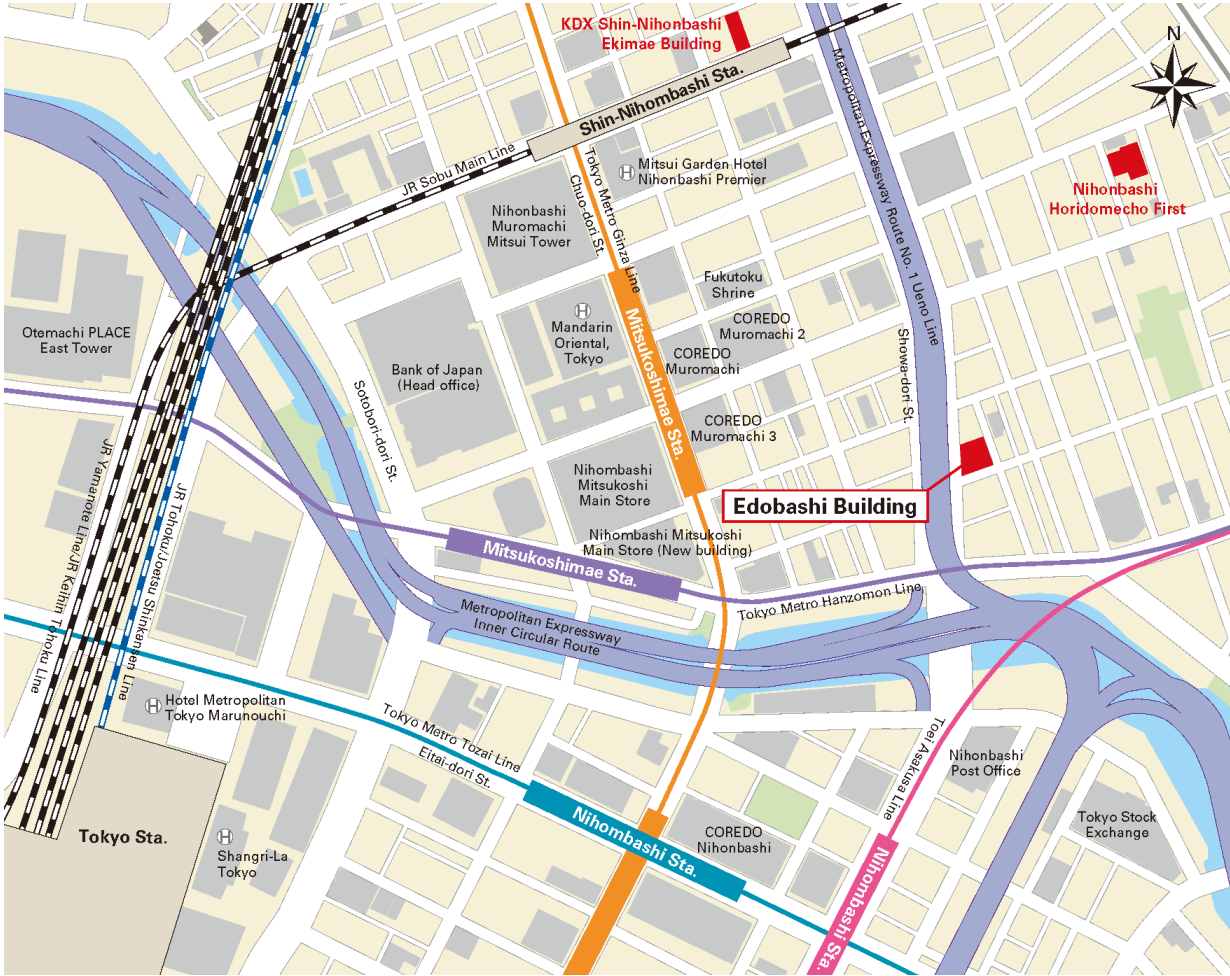 KDX Shin-Nihonbashi
Ekimae Building
N
Shin-Nihombashi Sta.
Metropolitan Expressway Route No. 1 Ueno Line
JR Sobu Main Line
Tokyo Metro Ginza Line
Chuo-dori St.
H
Mitsui Garden Hotel
Nihonbashi Premier
Nihonbashi
Horidomecho First
Nihonbashi
Muromachi
Mitsui Tower
Fukutoku
Shrine
H
Mandarin
Oriental,
Tokyo
COREDO
Muromachi 2
Otemachi PLACE
East Tower
Mitsukoshimae Sta.
COREDO
Muromachi
Showa-dori St.
Bank of Japan
(Head office)
Sotobori-dori St.
COREDO
Muromachi 3
Nihombashi
Mitsukoshi
Main Store
Edobashi Building
Nihombashi Mitsukoshi
Main Store (New building)
Mitsukoshimae Sta.
Tokyo Metro Hanzomon Line
JR Yamanote Line/JR Keihin Tohoku Line
JR Tohoku/Joetsu Shinkansen Line
Metropolitan Expressway
Inner Circular Route
H
Hotel Metropolitan
Tokyo Marunouchi
Tokyo Metro Tozai Line
Eitai-dori St.
Toei Asakusa Line
Nihonbashi
Post Office
Tokyo Stock
Exchange
Tokyo Sta.
H
Shangri-La
Tokyo
Nihombashi Sta.
COREDO
Nihonbashi
Nihombashi Sta.